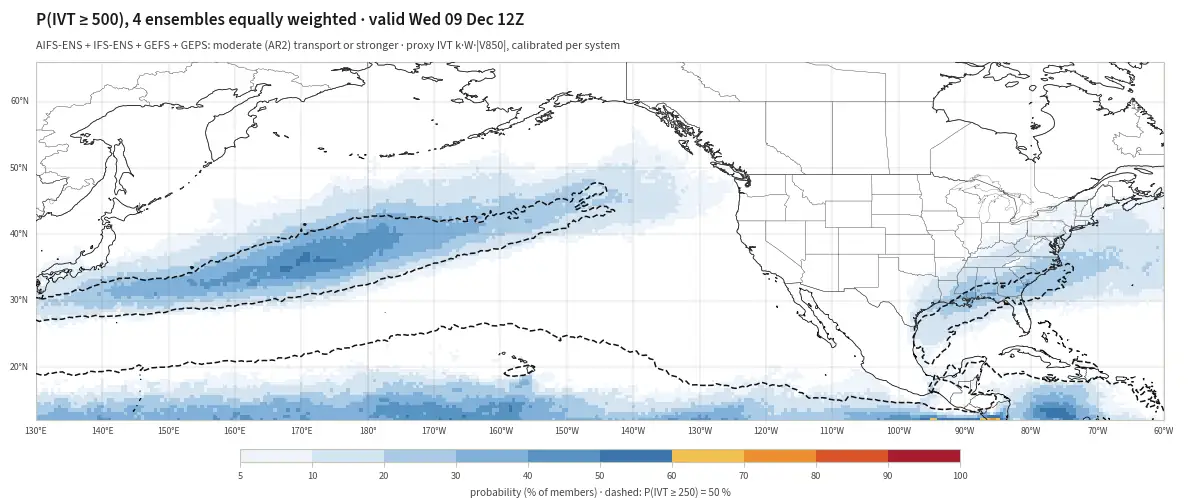 P(IVT ≥ 500), 4 ensembles equally weighted · valid Wed 09 Dec 12Z
AIFS-ENS + IFS-ENS + GEFS + GEPS: moderate (AR2) transport or stronger · proxy IVT k·W·|V850|, calibrated per system
60°N
50°N
40°N
30°N
20°N
130°E 140°E 150°E 160°E 170°E 180° 170°W 160°W 150°W 140°W 130°W 120°W 110°W 100°W 90°W 80°W 70°W 60°W
5 10 20 30 40 50 60 70 80 90 100
probability (% of members) · dashed: P(IVT ≥ 250) = 50 %